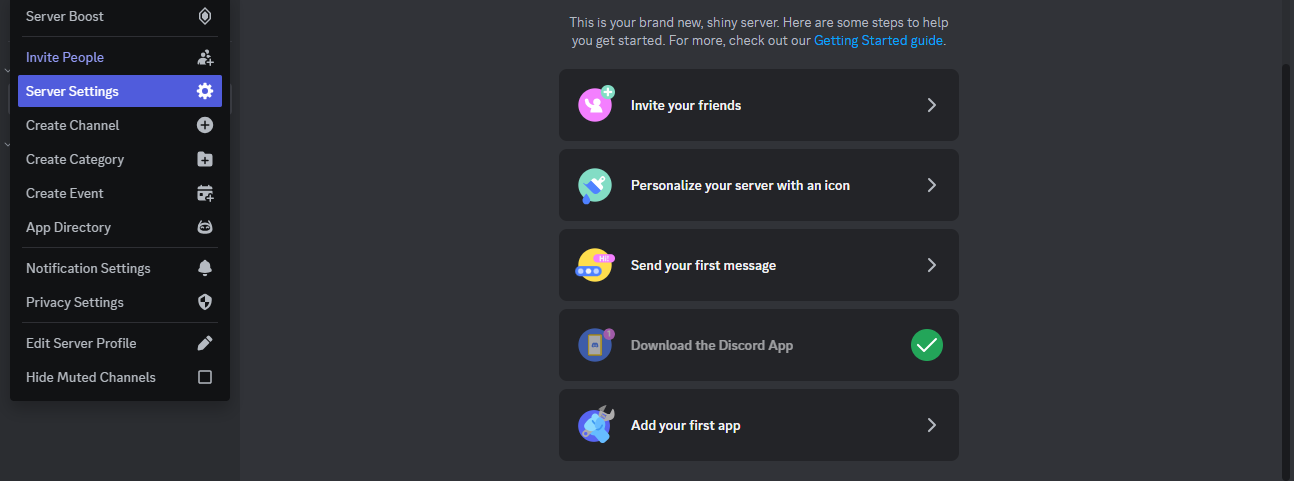 Server Boost
Invite People
Server Settings
Create Channel
Create Category
Create Event
App Directory
Notification Settings
Privacy Settings
Edit Server Profile
Hide Muted Channels
This is your brand new, shiny server. Here are some steps to help
you get started. For more, check out our Getting Started guide.
Invite your friends
Personalize your server with an icon
Hi!
Send your first message
1
Download the Discord App
Add your first app